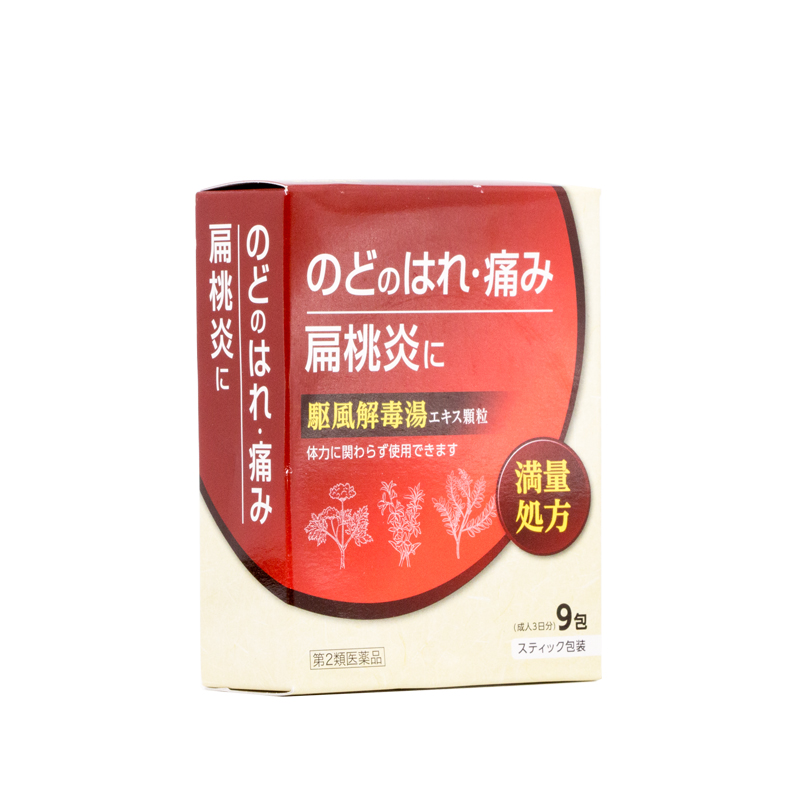 のどのはれ・痛み
扁桃炎に
のどのはれ・痛み
扁桃炎に
駆風解毒湯エキス顆粒
体力に関わらず使用できます
満量
処方
(成人3日分)9包
スティック包装
第2類医薬品